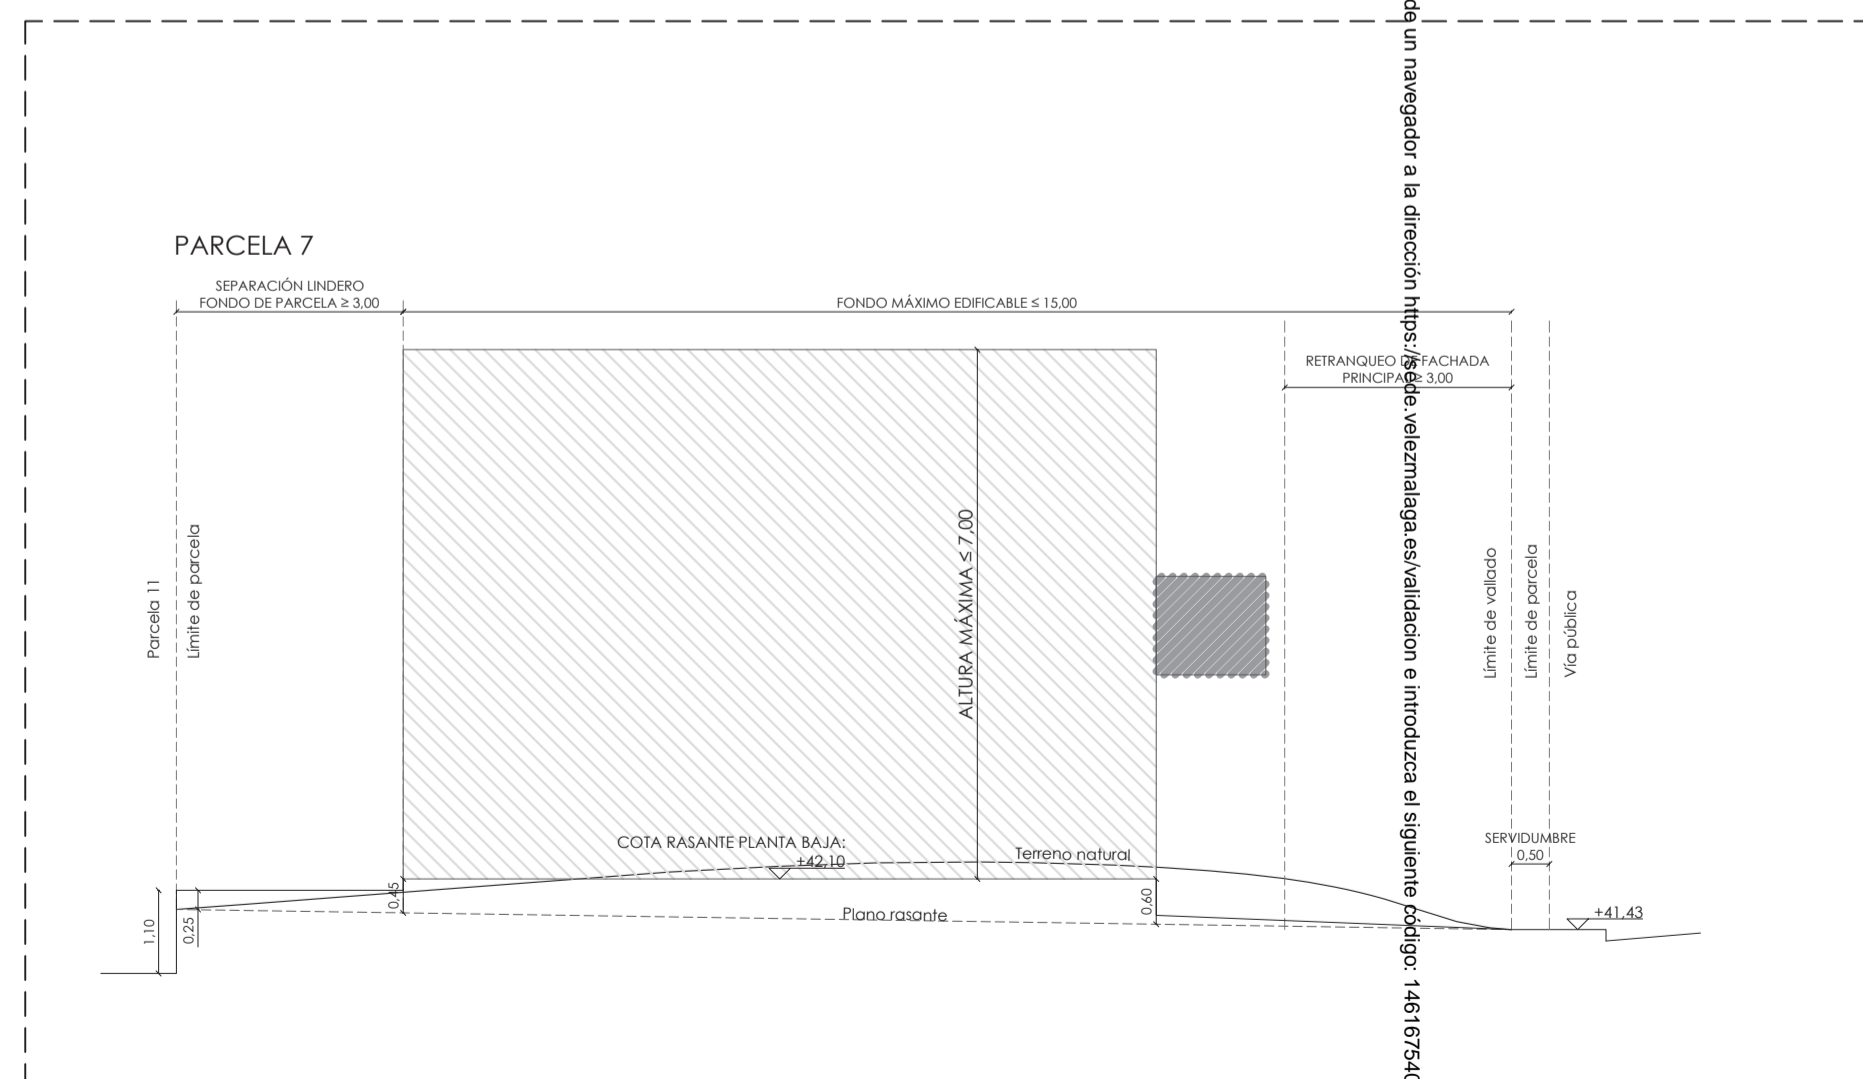 PARCELA 7
SEPARACIÓN LINDERO
FONDO DE PARCELA ≥ 3,00
FONDO MÁXIMO EDIFICABLE ≤ 15,00
RETRANQUEO DE FACHADA
PRINCIPAL ≥ 3,00
ALTURA MÁXIMA ≤ 7,00
Parcela 11
Límite de parcela
Límite de vallado
Límite de parcela
Vía pública
COTA RASANTE PLANTA BAJA:
+42,10
Terreno natural
SERVIDUMBRE
0,50
0,45
0,60
Plano rasante
+41,43
1,10
0,25
de un navegador a la dirección https://sede.velezmalaga.es/validacion e introduzca el siguiente código: 146167540